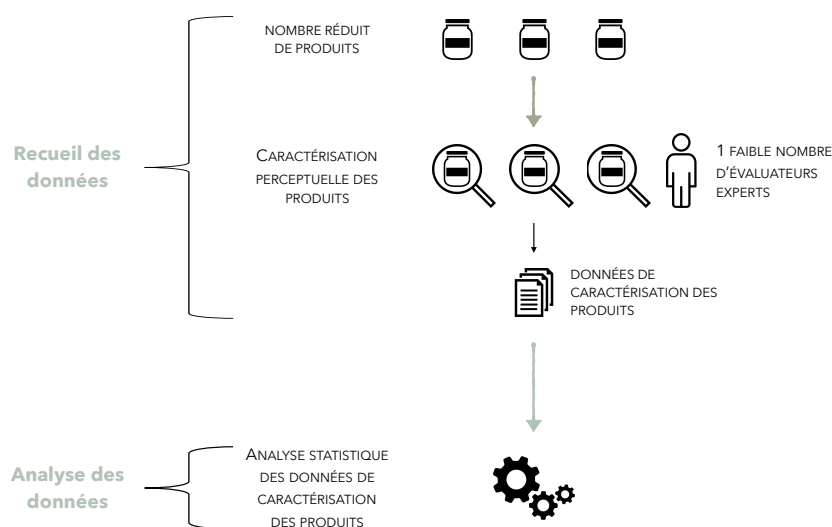 NOMBRE RÉDUIT
DE PRODUITS
Recueil des
données
CARACTÉRISATION
PERCEPTUELLE DES
PRODUITS
1 FAIBLE NOMBRE
D'ÉVALUATEURS
EXPERTS
DONNÉES DE
CARACTÉRISATION DES
PRODUITS
Analyse des
données
ANALYSE STATISTIQUE
DES DONNÉES DE
CARACTÉRISATION
DES PRODUITS